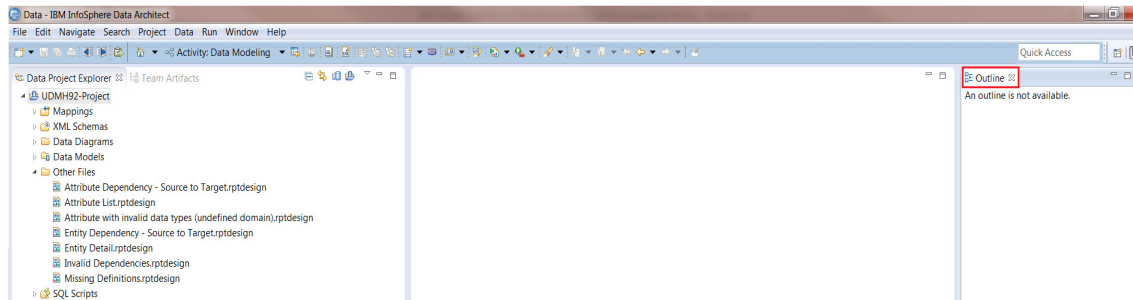 Data - IBM InfoSphere Data Architect
File Edit Navigate Search Project Data Run Window Help
Activity: Data Modeling
Quick Access
Data Project Explorer
Team Artifacts
Outline
UDMH92-Project
An outline is not available.
Mappings
XML Schemas
Data Diagrams
Data Models
Other Files
Attribute Dependency - Source to Target.rptdesign
Attribute List.rptdesign
Attribute with invalid data types (undefined domain).rptdesign
Entity Dependency - Source to Target.rptdesign
Entity Detail.rptdesign
Invalid Dependencies.rptdesign
Missing Definitions.rptdesign
SQL Scripts